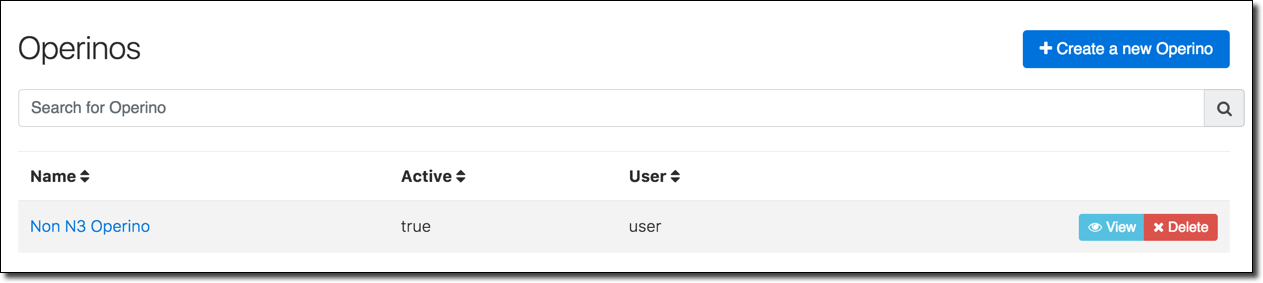 Operinos
Create a new Operino
Search for Operino
Name Active User
Non N3 Operino true user View Delete